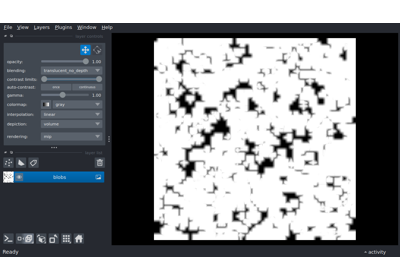 File View Layers Plugins Window Help
opacity: 1.00
blending: translucent_no_depth
contrast limits:
auto-contrast: once continuous
gamma: 1.00
colormap: gray
interpolation: linear
depiction: volume
rendering: mip
blobs
Ready
activity